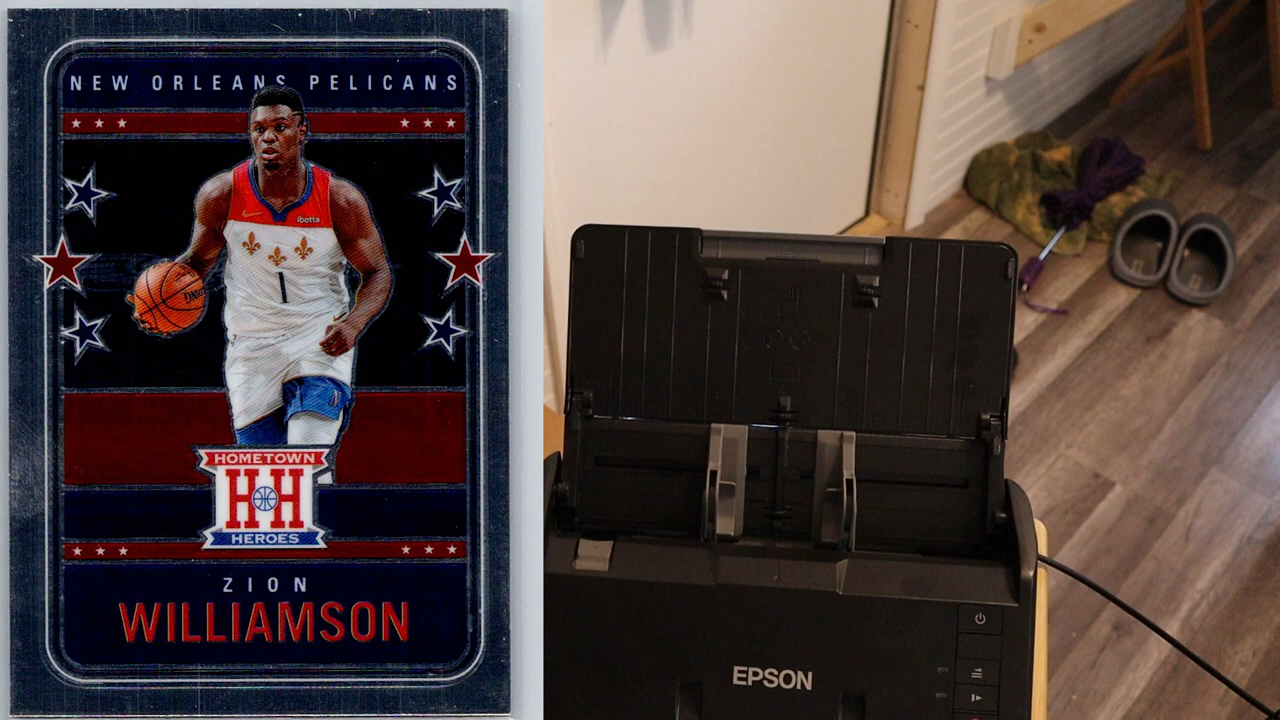 NEW ORLEANS PELICANS
ibotta
1
HOMETOWN
HH
HEROES
ZION
WILLIAMSON
EPSON